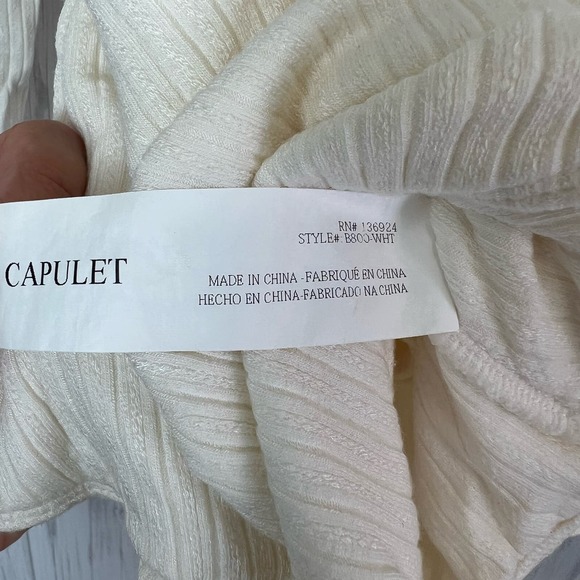 RN# 136924
STYLE# B800-WHT
CAPULET
MADE IN CHINA -FABRIQUÉ EN CHINA
HECHO EN CHINA-FABRICADO NA CHINA